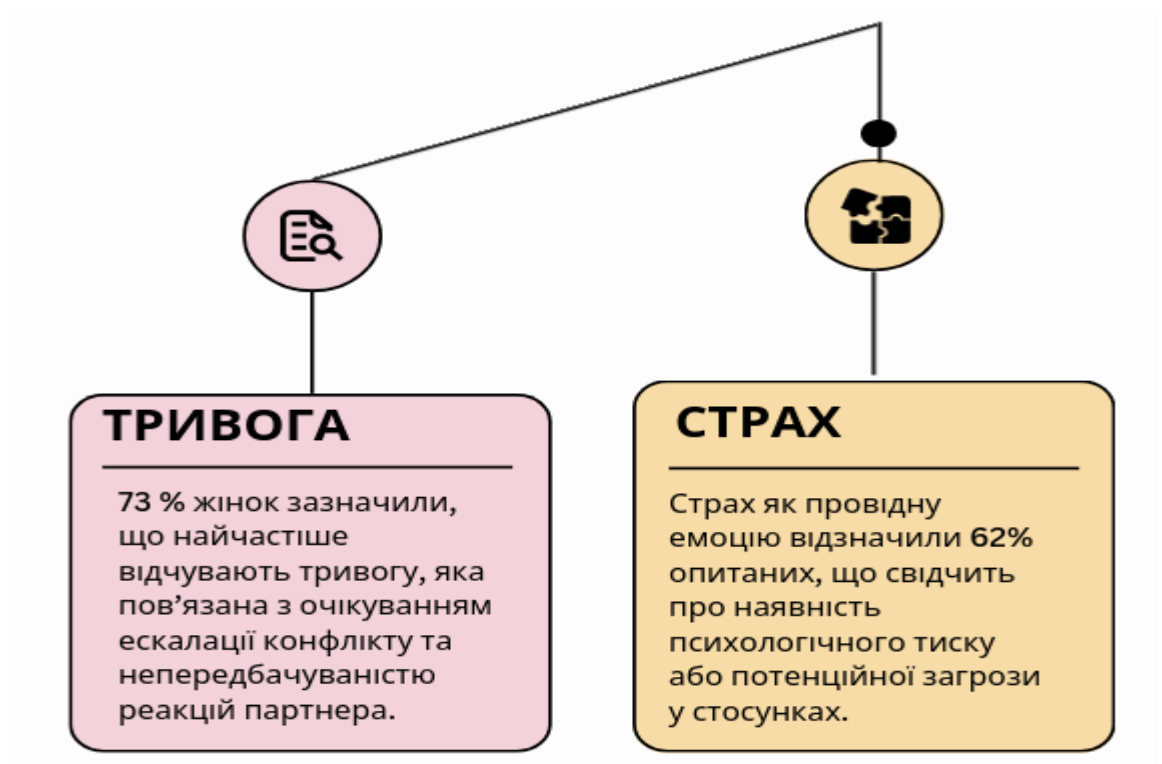 ТРИВОГА
73 % жінок зазначили,
що найчастіше
відчувають тривогу, яка
пов’язана з очікуванням
ескалації конфлікту та
непередбачуваністю
реакцій партнера.
СТРАХ
Страх як провідну
емоцію відзначили 62%
опитаних, що свідчить
про наявність
психологічного тиску
або потенційної загрози
у стосунках.